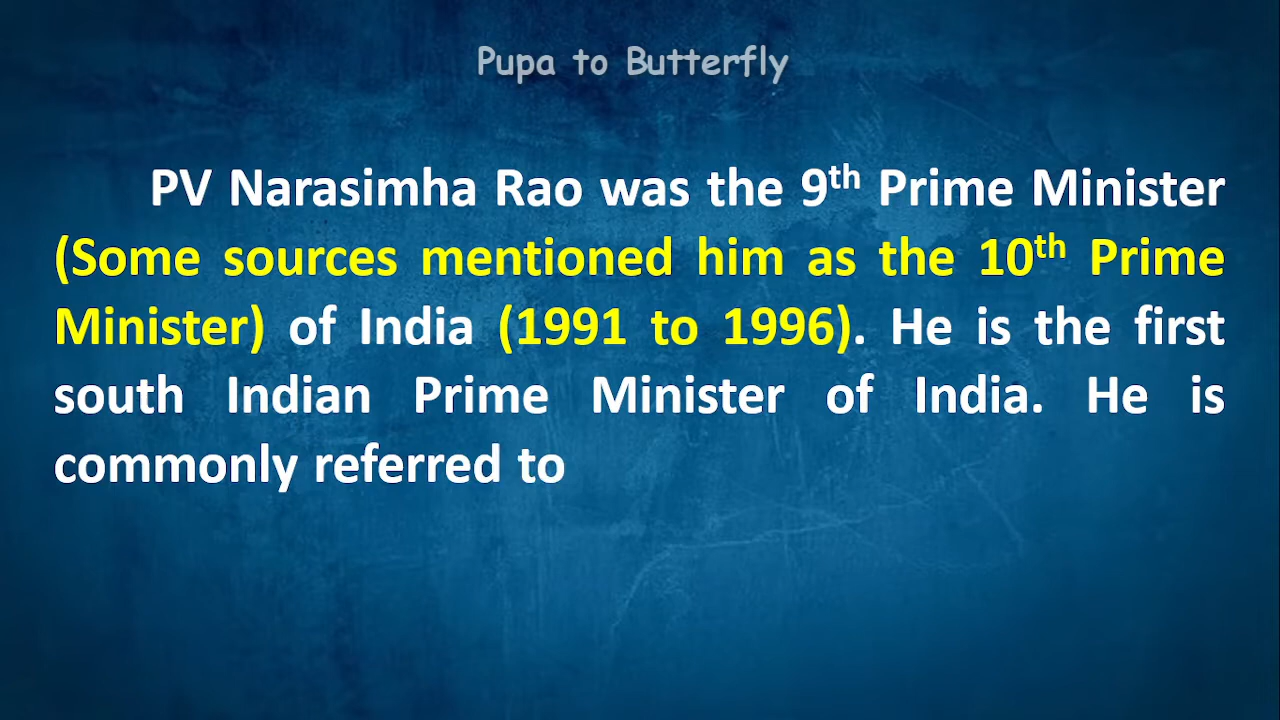 Pupa to Butterfly
PV Narasimha Rao was the 9th Prime Minister
(Some sources mentioned him as the 10th Prime
Minister) of India (1991 to 1996). He is the first
south Indian Prime Minister of India. He is
commonly referred to